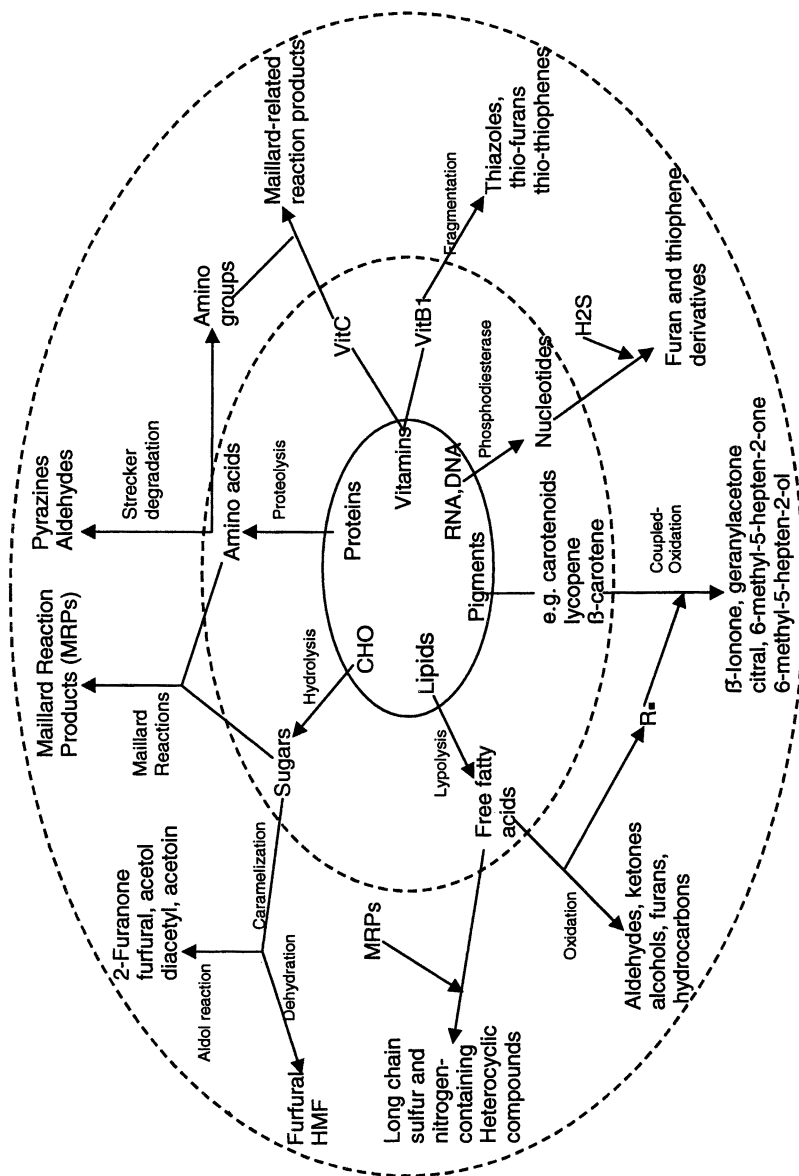 Maillard Reaction
Products (MRPs)
Pyrazines
Aldehydes
Maillard
Reactions
Strecker
degradation
Amino
groups
Maillard-related
reaction products
2-Furanone
furfural, acetol
diacetyl, acetoin
Aldol reaction
Caramelization
Dehydration
Furfural
HMF
Sugars
Hydrolysis
CHO
Amino acids
Proteolysis
Proteins
VitC
Vitamins
VitB1
Fragmentation
Thiazoles,
thio-furans
thio-thiophenes
MRPs
Long chain
sulfur and
nitrogen-
containing
Heterocyclic
compounds
Free fatty
acids
Lypolysis
Lipids
Pigments
RNA,DNA
Phosphodiesterase
Nucleotides
H2S
Furan and thiophene
derivatives
e.g. carotenoids
lycopene
ß-carotene
Coupled-
Oxidation
R▪
Oxidation
Aldehydes, ketones
alcohols, furans,
hydrocarbons
ß-Ionone, geranylacetone
citral, 6-methyl-5-hepten-2-one
6-methyl-5-hepten-2-ol